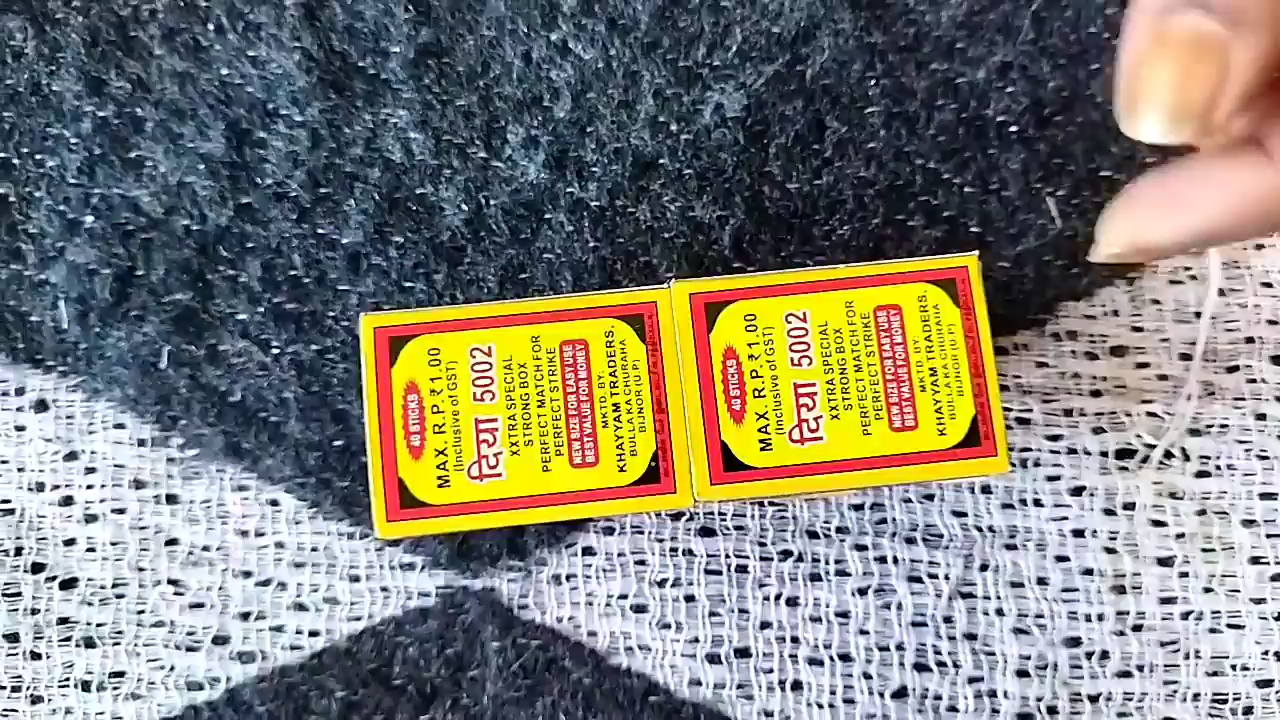 40 STICKS
MAX. R.P. ₹ 1.00
(Inclusive of GST)
दिया 5002
XXTRA SPECIAL
STRONG BOX
PERFECT MATCH FOR
PERFECT STRIKE
NEW SIZE FOR EASY USE
BEST VALUE FOR MONEY
MKTD. BY:
KHAYYAM TRADERS.
BULLA KA CHURAHA
BIJNOR (U.P)
40 STICKS
MAX. R.P. ₹ 1.00
(Inclusive of GST)
दिया 5002
XXTRA SPECIAL
STRONG BOX
PERFECT MATCH FOR
PERFECT STRIKE
NEW SIZE FOR EASY USE
BEST VALUE FOR MONEY
MKTD. BY:
KHAYYAM TRADERS.
BULLA KA CHURAHA
BIJNOR (U.P)